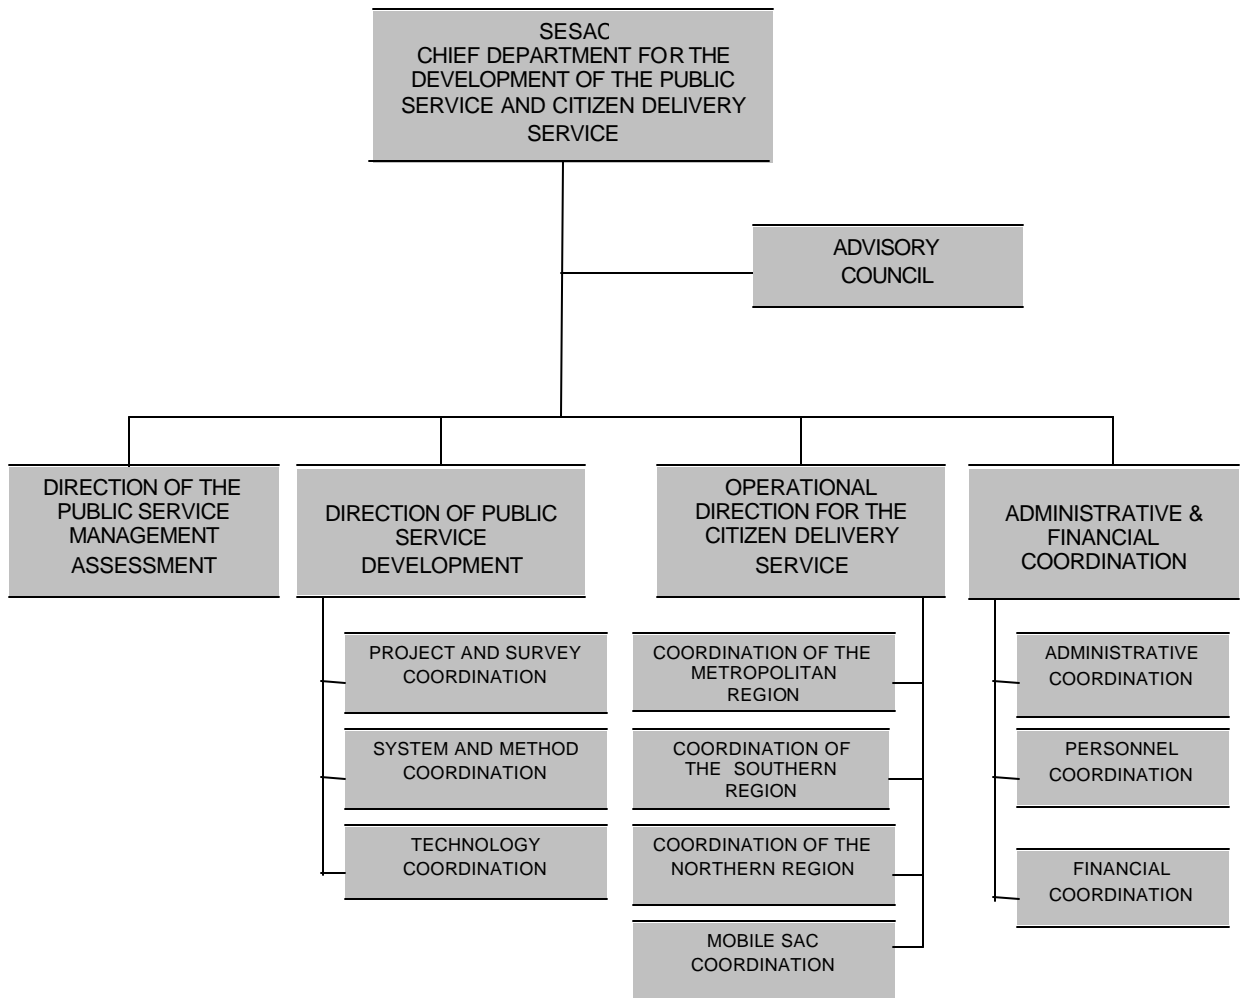 SESAC
CHIEF DEPARTMENT FOR THE
DEVELOPMENT OF THE PUBLIC
SERVICE AND CITIZEN DELIVERY
SERVICE
ADVISORY
COUNCIL
DIRECTION OF THE
PUBLIC SERVICE
MANAGEMENT
ASSESSMENT
DIRECTION OF PUBLIC
SERVICE
DEVELOPMENT
OPERATIONAL
DIRECTION FOR THE
CITIZEN DELIVERY
SERVICE
ADMINISTRATIVE &
FINANCIAL
COORDINATION
PROJECT AND SURVEY
COORDINATION
SYSTEM AND METHOD
COORDINATION
TECHNOLOGY
COORDINATION
COORDINATION OF THE
METROPOLITAN
REGION
COORDINATION OF
THE SOUTHERN
REGION
COORDINATION OF THE
NORTHERN REGION
MOBILE SAC
COORDINATION
ADMINISTRATIVE
COORDINATION
PERSONNEL
COORDINATION
FINANCIAL
COORDINATION